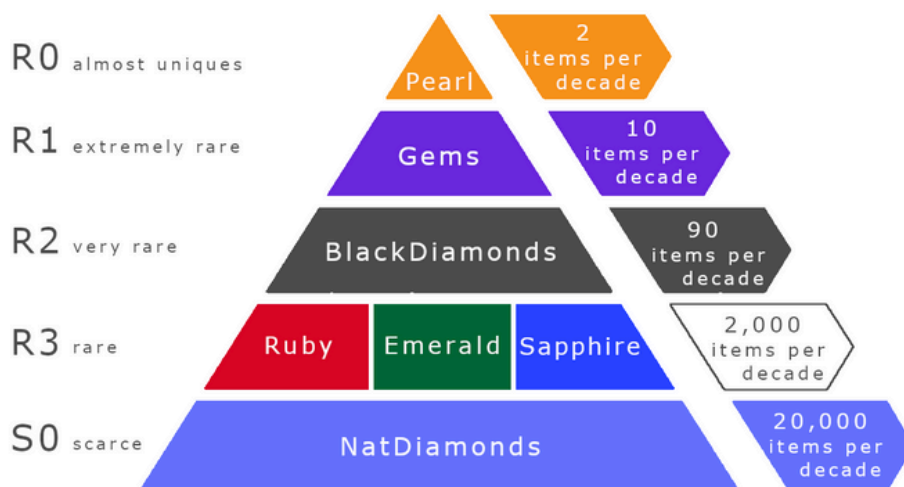 R0 almost uniques
Pearl
2
items per
decade
R1 extremely rare
Gems
10
items per
decade
R2 very rare
BlackDiamonds
90
items per
decade
R3 rare
Ruby
Emerald
Sapphire
2,000
items per
decade
S0 scarce
NatDiamonds
20,000
items per
decade